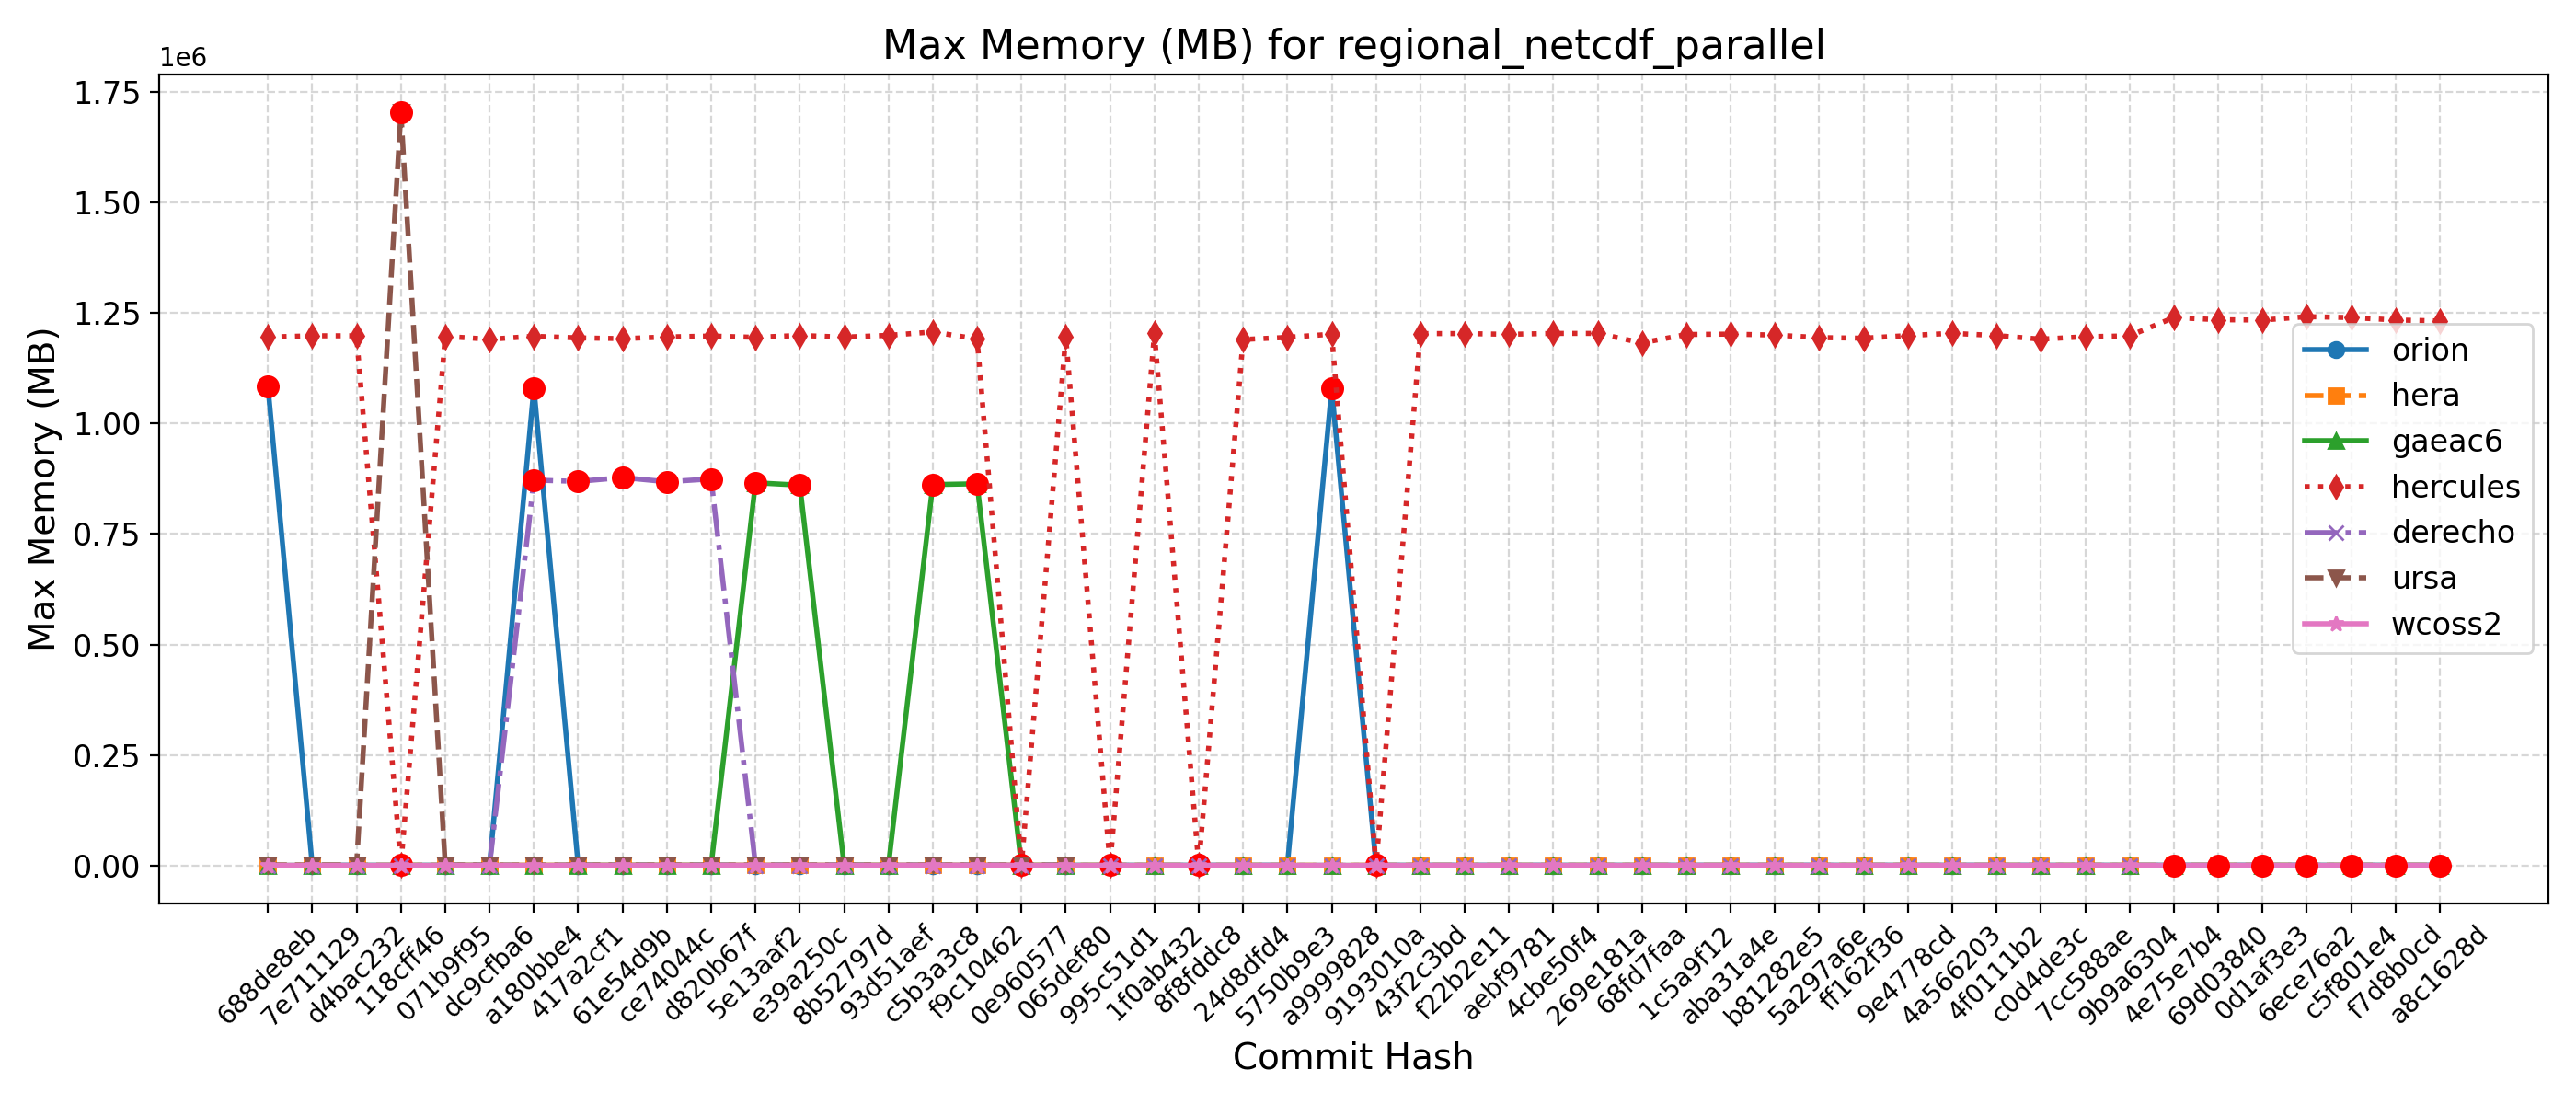 Max Memory (MB) for regional_netcdf_parallel
1e6
1.75
1.50
1.25
1.00
0.75
0.50
0.25
0.00
Max Memory (MB)
orion
hera
gaeac6
hercules
derecho
ursa
wcoss2
688de8eb
7e711129
d4bac232
118cff46
071b9f95
dc9cfba6
a180bbe4
417a2cf1
61e54d9b
ce74044c
d820b67f
5e13aaf2
e39a250c
8b52797d
93d51aef
c5b3a3c8
f9c10462
0e960577
065def80
995c51d1
1f0ab432
8f8fddc8
24d8dfd4
5750b9e3
a9999828
9193010a
43f2c3bd
f22b2e11
aebf9781
4cbe50f4
269e181a
68fd7faa
1c5a9f12
aba31a4e
b81282e5
5a297a6e
ff162f36
9e4778cd
4a566203
4f0111b2
c0d4de3c
7cc588ae
9b9a6304
4e75e7b4
69d03840
0d1af3e3
6ece76a2
c5f801e4
f7d8b0cd
a8c1628d
Commit Hash